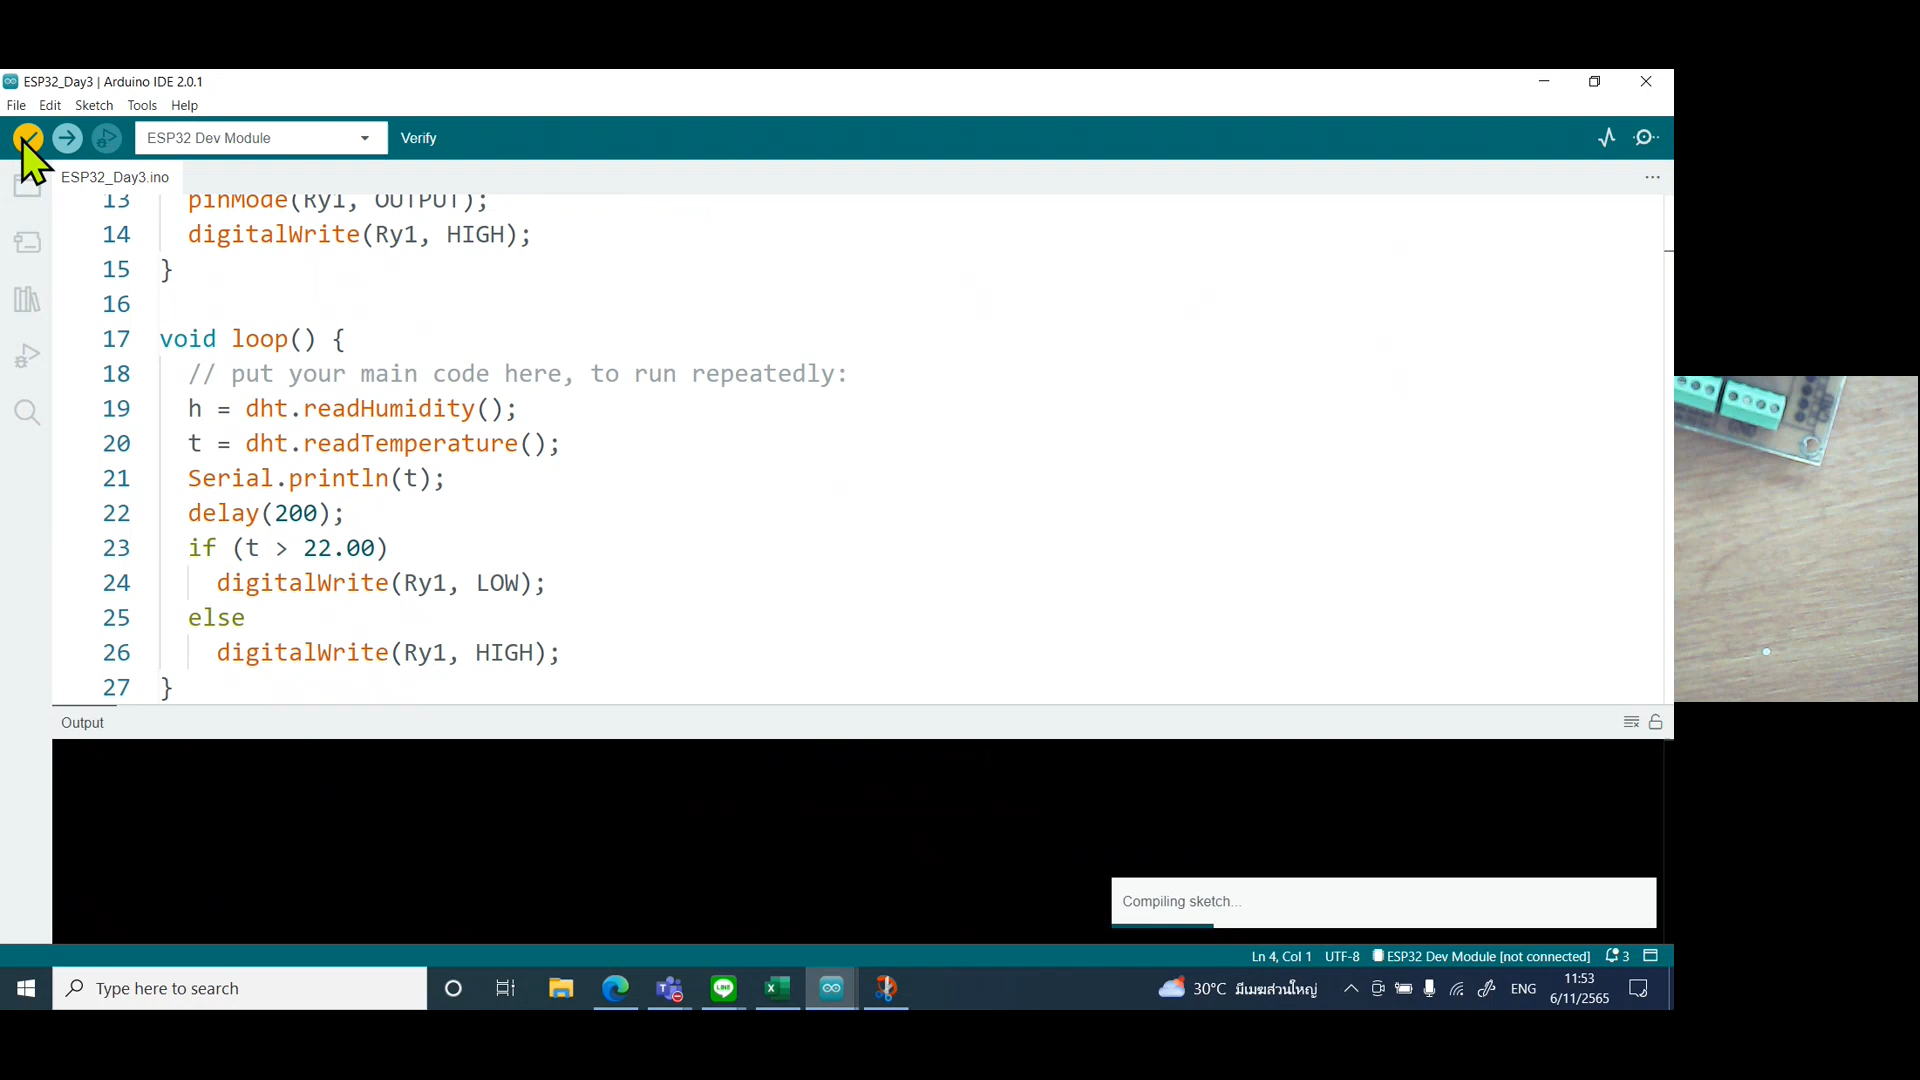 ESP32_Day3 | Arduino IDE 2.0.1
File Edit Sketch Tools Help
ESP32 Dev Module Verify
ESP32_Day3.ino
13 pinMode(Ry1, OUTPUT);
14 digitalWrite(Ry1, HIGH);
15 }
16
17 void loop() {
18 // put your main code here, to run repeatedly:
19 h = dht.readHumidity();
20 t = dht.readTemperature();
21 Serial.println(t);
22 delay(200);
23 if (t > 22.00)
24 digitalWrite(Ry1, LOW);
25 else
26 digitalWrite(Ry1, HIGH);
27 }
Output
Compiling sketch...
Ln 4, Col 1 UTF-8 ESP32 Dev Module [not connected] 3
Type here to search
LINE
30°C มีเมฆส่วนใหญ่ ENG
11:53
6/11/2565